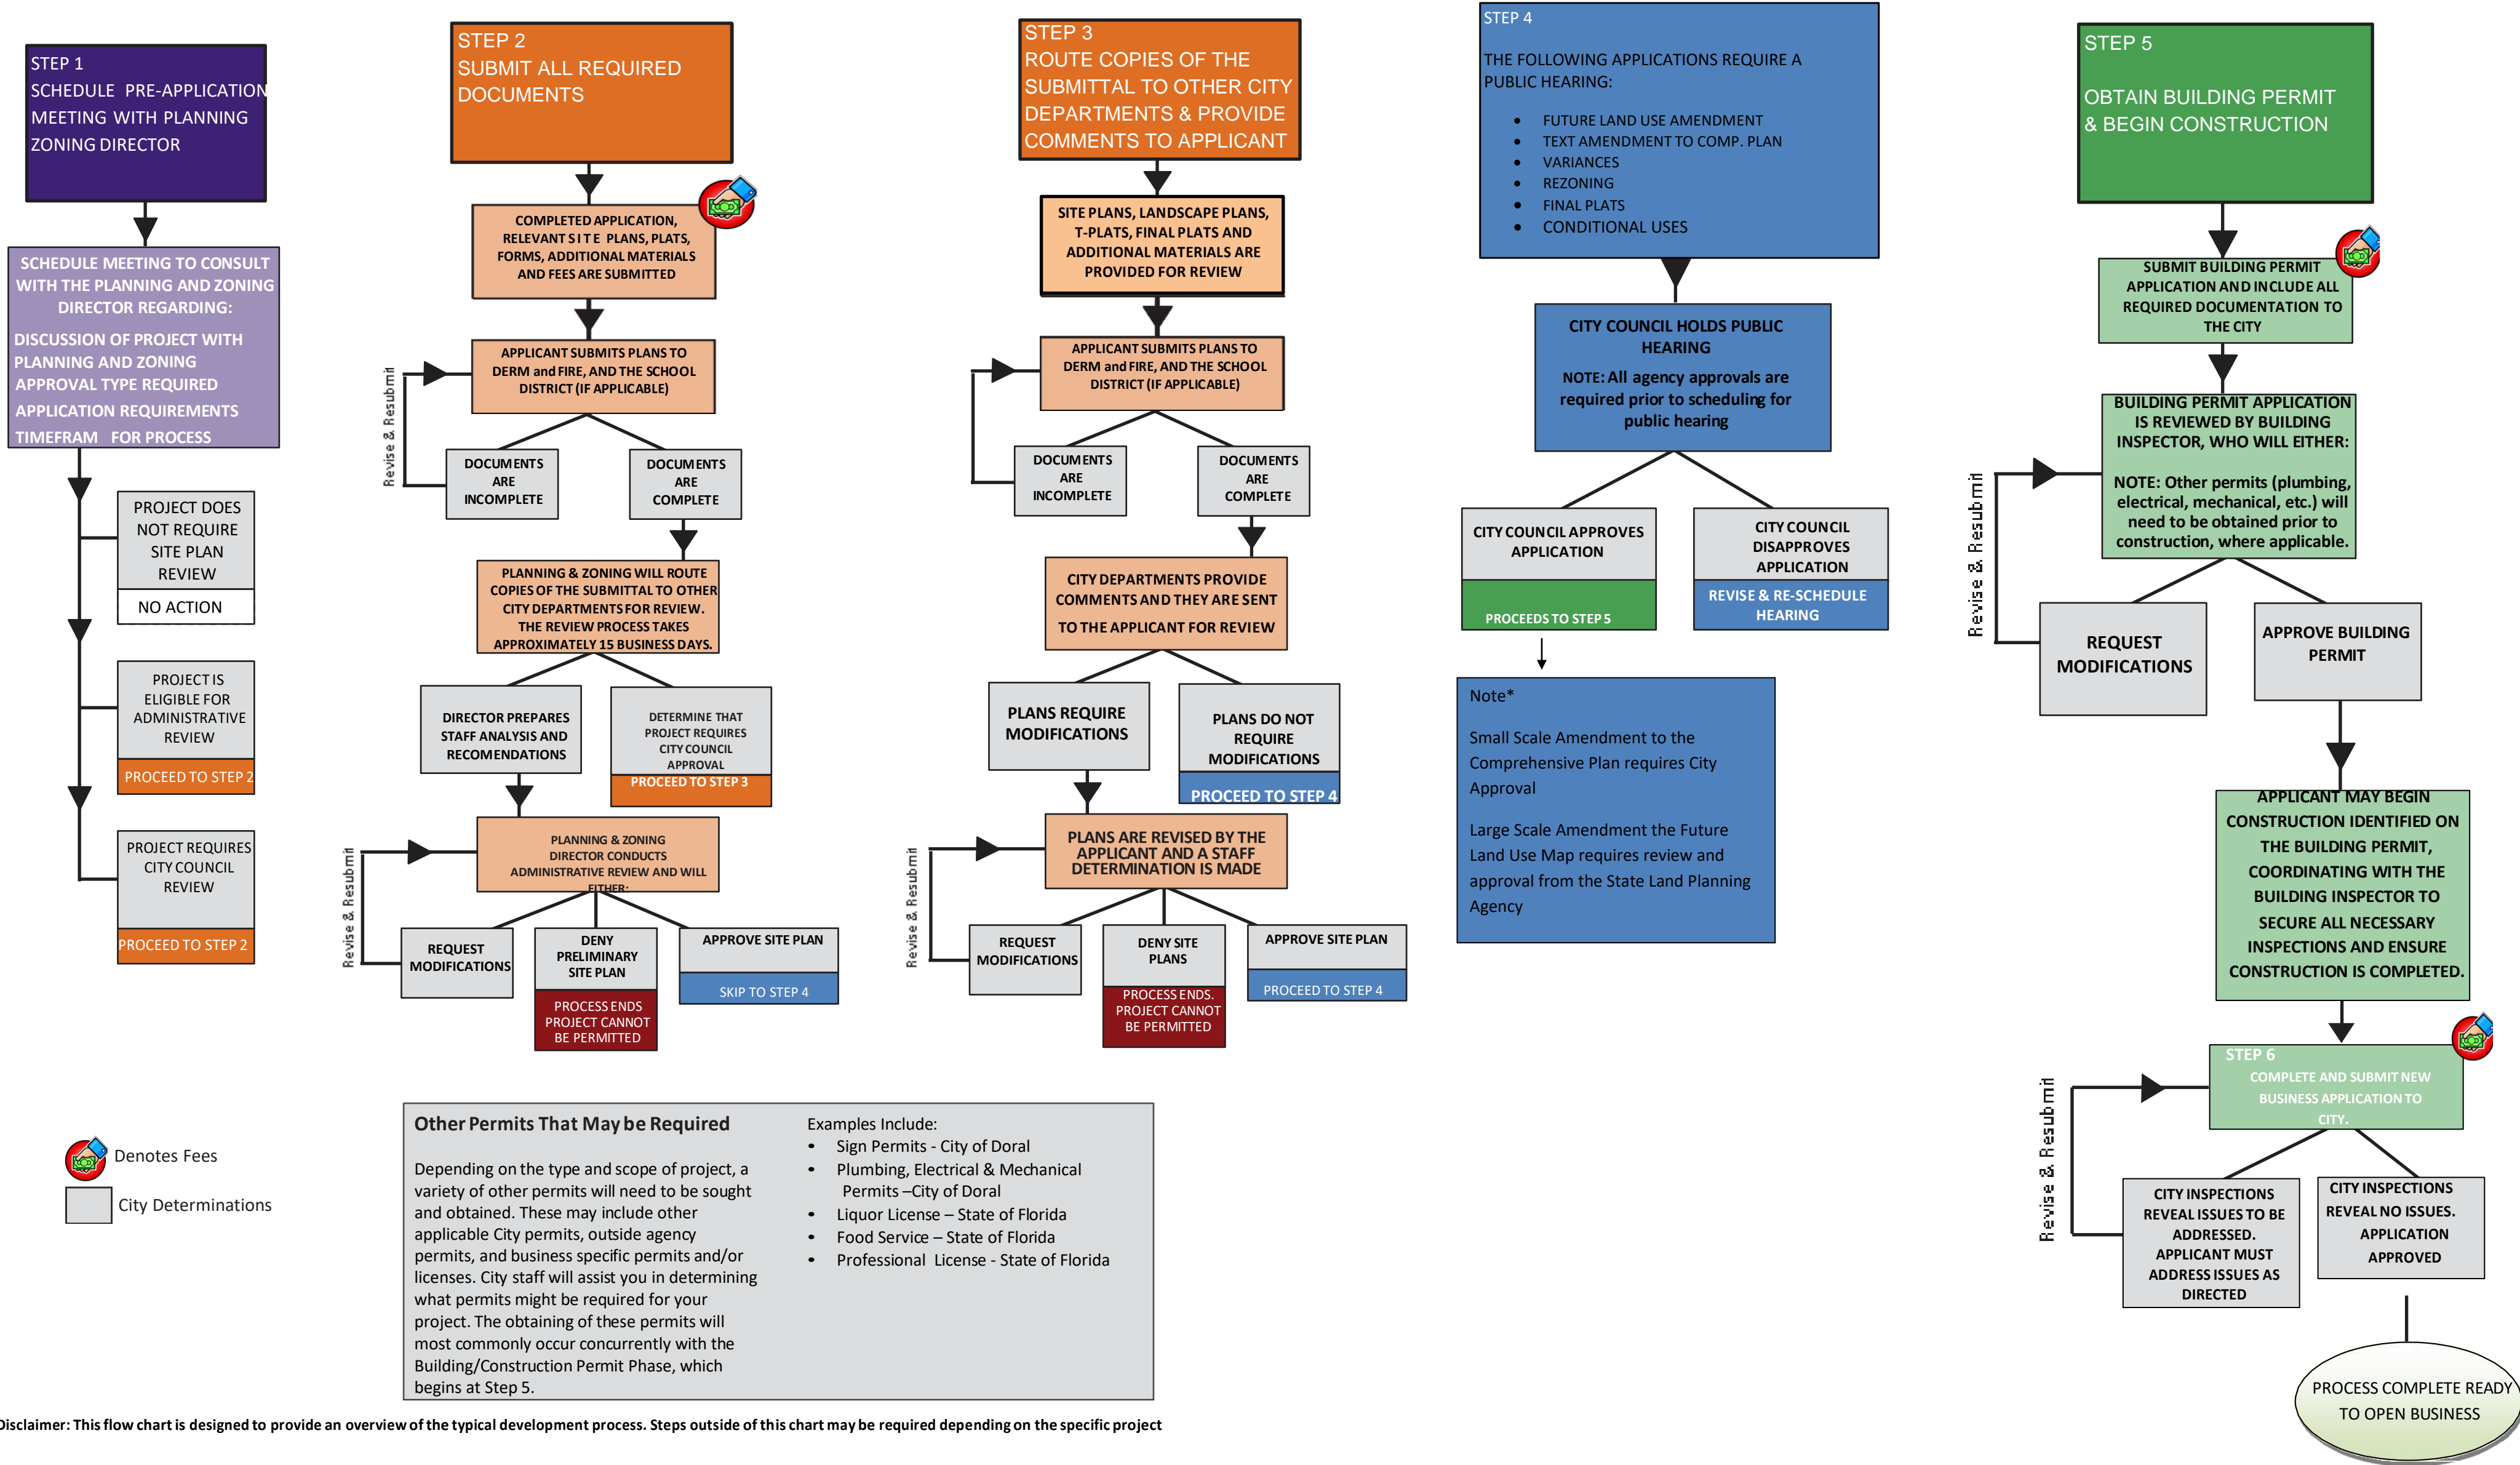 STEP 1
SCHEDULE PRE-APPLICATION
MEETING WITH PLANNING
ZONING DIRECTOR
SCHEDULE MEETING TO CONSULT
WITH THE PLANNING AND ZONING
DIRECTOR REGARDING:
DISCUSSION OF PROJECT WITH
PLANNING AND ZONING
APPROVAL TYPE REQUIRED
APPLICATION REQUIREMENTS
TIMEFRAM FOR PROCESS
PROJECT DOES
NOT REQUIRE
SITE PLAN
REVIEW
NO ACTION
PROJECT IS
ELIGIBLE FOR
ADMINISTRATIVE
REVIEW
PROCEED TO STEP 2
PROJECT REQUIRES
CITY COUNCIL
REVIEW
PROCEED TO STEP 2
STEP 2
SUBMIT ALL REQUIRED
DOCUMENTS
COMPLETED APPLICATION,
RELEVANT SITE PLANS, PLATS,
FORMS, ADDITIONAL MATERIALS
AND FEES ARE SUBMITTED
APPLICANT SUBMITS PLANS TO
DERM and FIRE, AND THE SCHOOL
DISTRICT (IF APPLICABLE)
Revise & Resubmit
DOCUMENTS
ARE
INCOMPLETE
DOCUMENTS
ARE
COMPLETE
PLANNING & ZONING WILL ROUTE
COPIES OF THE SUBMITTAL TO OTHER
CITY DEPARTMENTS FOR REVIEW.
THE REVIEW PROCESS TAKES
APPROXIMATELY 15 BUSINESS DAYS.
DIRECTOR PREPARES
STAFF ANALYSIS AND
RECOMENDATIONS
DETERMINE THAT
PROJECT REQUIRES
CITY COUNCIL
APPROVAL
PROCEED TO STEP 3
PLANNING & ZONING
DIRECTOR CONDUCTS
ADMINISTRATIVE REVIEW AND WILL
EITHER:
Revise & Resubmit
REQUEST
MODIFICATIONS
DENY
PRELIMINARY
SITE PLAN
PROCESS ENDS
PROJECT CANNOT
BE PERMITTED
APPROVE SITE PLAN
SKIP TO STEP 4
STEP 3
ROUTE COPIES OF THE
SUBMITTAL TO OTHER CITY
DEPARTMENTS & PROVIDE
COMMENTS TO APPLICANT
SITE PLANS, LANDSCAPE PLANS,
T-PLATS, FINAL PLATS AND
ADDITIONAL MATERIALS ARE
PROVIDED FOR REVIEW
APPLICANT SUBMITS PLANS TO
DERM and FIRE, AND THE SCHOOL
DISTRICT (IF APPLICABLE)
DOCUMENTS
ARE
INCOMPLETE
DOCUMENTS
ARE
COMPLETE
CITY DEPARTMENTS PROVIDE
COMMENTS AND THEY ARE SENT
TO THE APPLICANT FOR REVIEW
PLANS REQUIRE
MODIFICATIONS
PLANS DO NOT
REQUIRE
MODIFICATIONS
PROCEED TO STEP 4
PLANS ARE REVISED BY THE
APPLICANT AND A STAFF
DETERMINATION IS MADE
Revise & Resubmit
REQUEST
MODIFICATIONS
DENY SITE
PLANS
PROCESS ENDS.
PROJECT CANNOT
BE PERMITTED
APPROVE SITE PLAN
PROCEED TO STEP 4
STEP 4
THE FOLLOWING APPLICATIONS REQUIRE A
PUBLIC HEARING:
• FUTURE LAND USE AMENDMENT
• TEXT AMENDMENT TO COMP. PLAN
• VARIANCES
• REZONING
• FINAL PLATS
• CONDITIONAL USES
CITY COUNCIL HOLDS PUBLIC
HEARING
NOTE: All agency approvals are
required prior to scheduling for
public hearing
CITY COUNCIL APPROVES
APPLICATION
PROCEEDS TO STEP 5
CITY COUNCIL
DISAPPROVES
APPLICATION
REVISE & RE-SCHEDULE
HEARING
Note*
Small Scale Amendment to the
Comprehensive Plan requires City
Approval
Large Scale Amendment the Future
Land Use Map requires review and
approval from the State Land Planning
Agency
STEP 5
OBTAIN BUILDING PERMIT
& BEGIN CONSTRUCTION
SUBMIT BUILDING PERMIT
APPLICATION AND INCLUDE ALL
REQUIRED DOCUMENTATION TO
THE CITY
BUILDING PERMIT APPLICATION
IS REVIEWED BY BUILDING
INSPECTOR, WHO WILL EITHER:
NOTE: Other permits (plumbing,
electrical, mechanical, etc.) will
need to be obtained prior to
construction, where applicable.
Revise & Resubmit
REQUEST
MODIFICATIONS
APPROVE BUILDING
PERMIT
APPLICANT MAY BEGIN
CONSTRUCTION IDENTIFIED ON
THE BUILDING PERMIT,
COORDINATING WITH THE
BUILDING INSPECTOR TO
SECURE ALL NECESSARY
INSPECTIONS AND ENSURE
CONSTRUCTION IS COMPLETED.
STEP 6
COMPLETE AND SUBMIT NEW
BUSINESS APPLICATION TO
CITY.
Revise & Resubmit
CITY INSPECTIONS
REVEAL ISSUES TO BE
ADDRESSED.
APPLICANT MUST
ADDRESS ISSUES AS
DIRECTED
CITY INSPECTIONS
REVEAL NO ISSUES.
APPLICATION
APPROVED
PROCESS COMPLETE READY
TO OPEN BUSINESS
Denotes Fees
City Determinations
Other Permits That May be Required
Depending on the type and scope of project, a
variety of other permits will need to be sought
and obtained. These may include other
applicable City permits, outside agency
permits, and business specific permits and/or
licenses. City staff will assist you in determining
what permits might be required for your
project. The obtaining of these permits will
most commonly occur concurrently with the
Building/Construction Permit Phase, which
begins at Step 5.
Examples Include:
• Sign Permits - City of Doral
• Plumbing, Electrical & Mechanical
Permits –City of Doral
• Liquor License – State of Florida
• Food Service – State of Florida
• Professional License - State of Florida
Disclaimer: This flow chart is designed to provide an overview of the typical development process. Steps outside of this chart may be required depending on the specific project